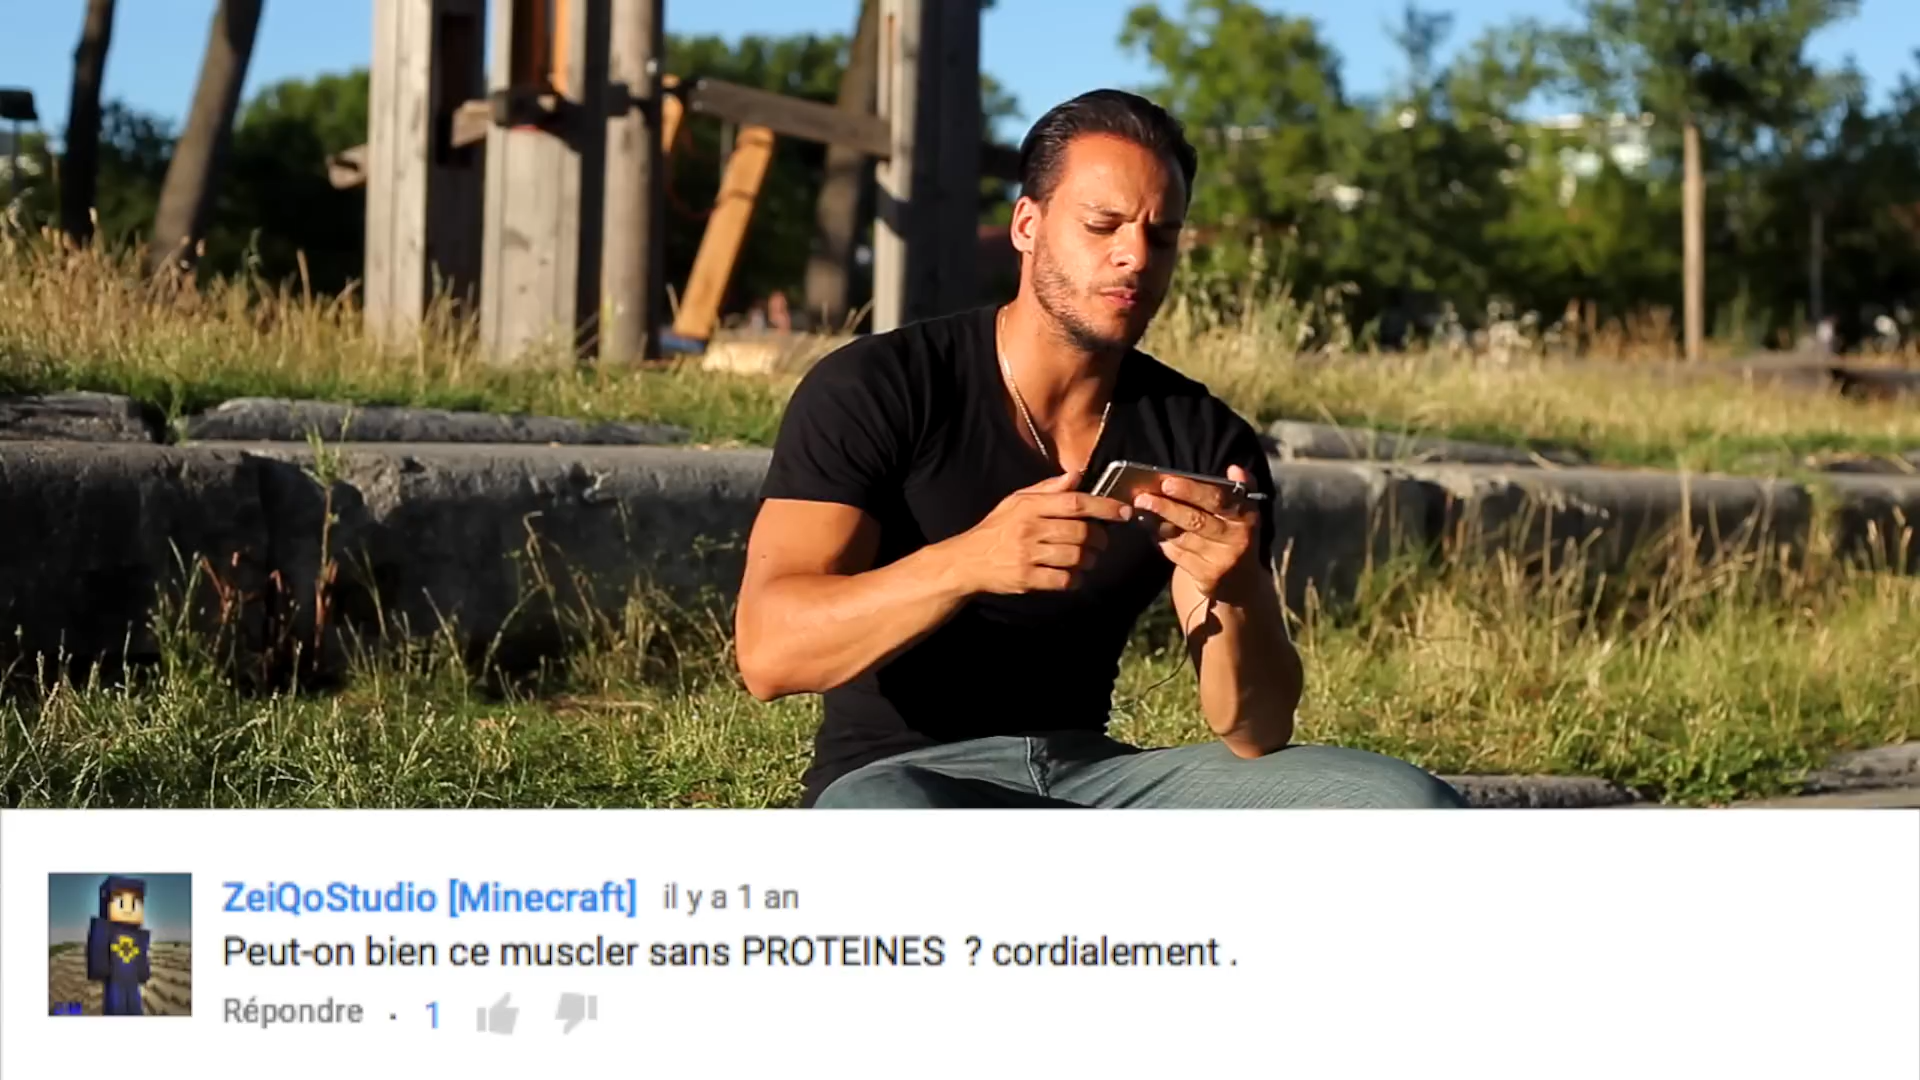 ZeiQoStudio [Minecraft] il y a 1 an
Peut-on bien ce muscler sans PROTEINES ? cordialement .
Répondre . 1